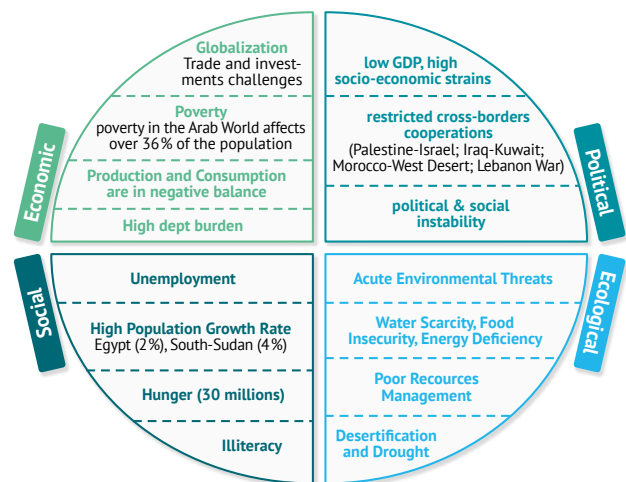 Economic
Globalization
Trade and invest-
ments challenges
Poverty
poverty in the Arab World affects
over 36% of the population
Production and Consumption
are in negative balance
High dept burden
Political
low GDP, high
socio-economic strains
restricted cross-borders
cooperations
(Palestine-Israel; Iraq-Kuwait;
Morocco-West Desert; Lebanon War)
political & social
instability
Social
Unemployment
High Population Growth Rate
Egypt (2%), South-Sudan (4%)
Hunger (30 millions)
Illiteracy
Ecological
Acute Environmental Threats
Water Scarcity, Food
Insecurity, Energy Deficiency
Poor Recources
Management
Desertification
and Drought